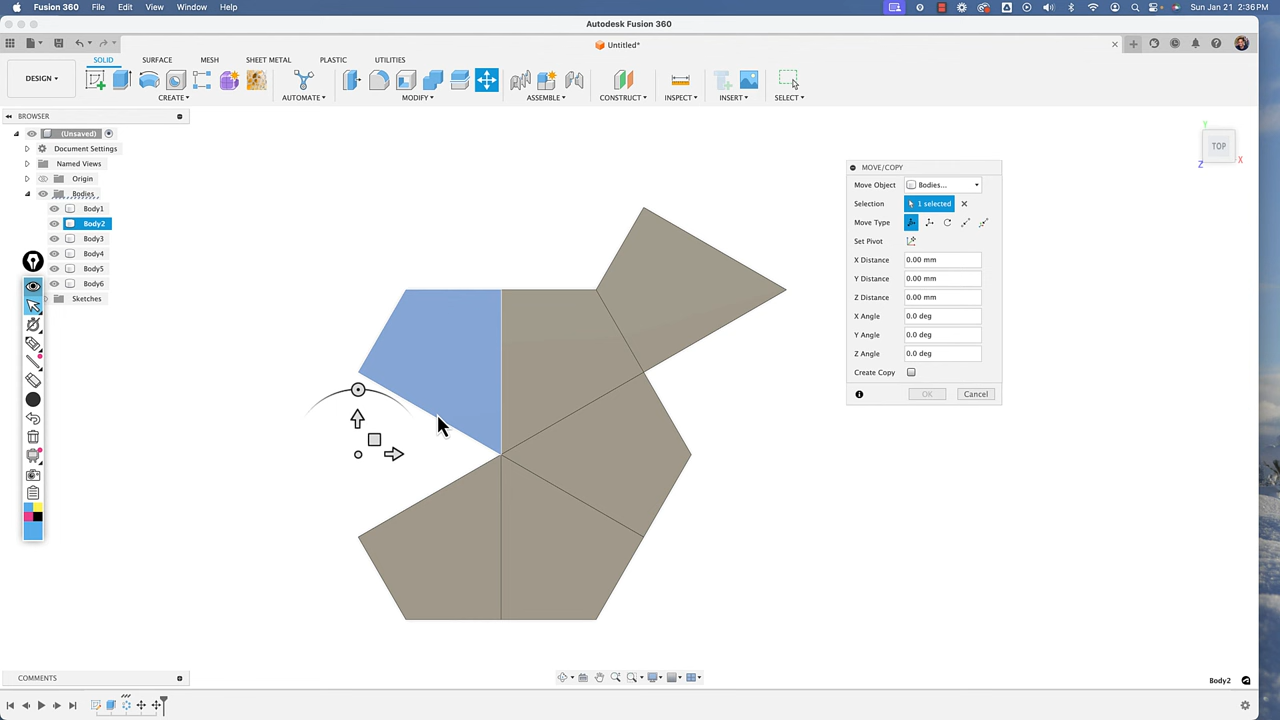 Fusion 360 File Edit View Window Help Sun Jan 21 2:36PM
Autodesk Fusion 360
Untitled*
SOLID SURFACE MESH SHEET METAL PLASTIC UTILITIES
DESIGN
CREATE AUTOMATE MODIFY ASSEMBLE CONSTRUCT INSPECT INSERT SELECT
BROWSER
(Unsaved)
Document Settings
Named Views
Origin
Bodies
Body1
Body2
Body3
Body4
Body5
Body6
Sketches
TOP
Y
X
Z
MOVE/COPY
Move Object Bodies...
Selection 1 selected
Move Type
Set Pivot
X Distance 0.00 mm
Y Distance 0.00 mm
Z Distance 0.00 mm
X Angle 0.0 deg
Y Angle 0.0 deg
Z Angle 0.0 deg
Create Copy
OK Cancel
COMMENTS
Body2